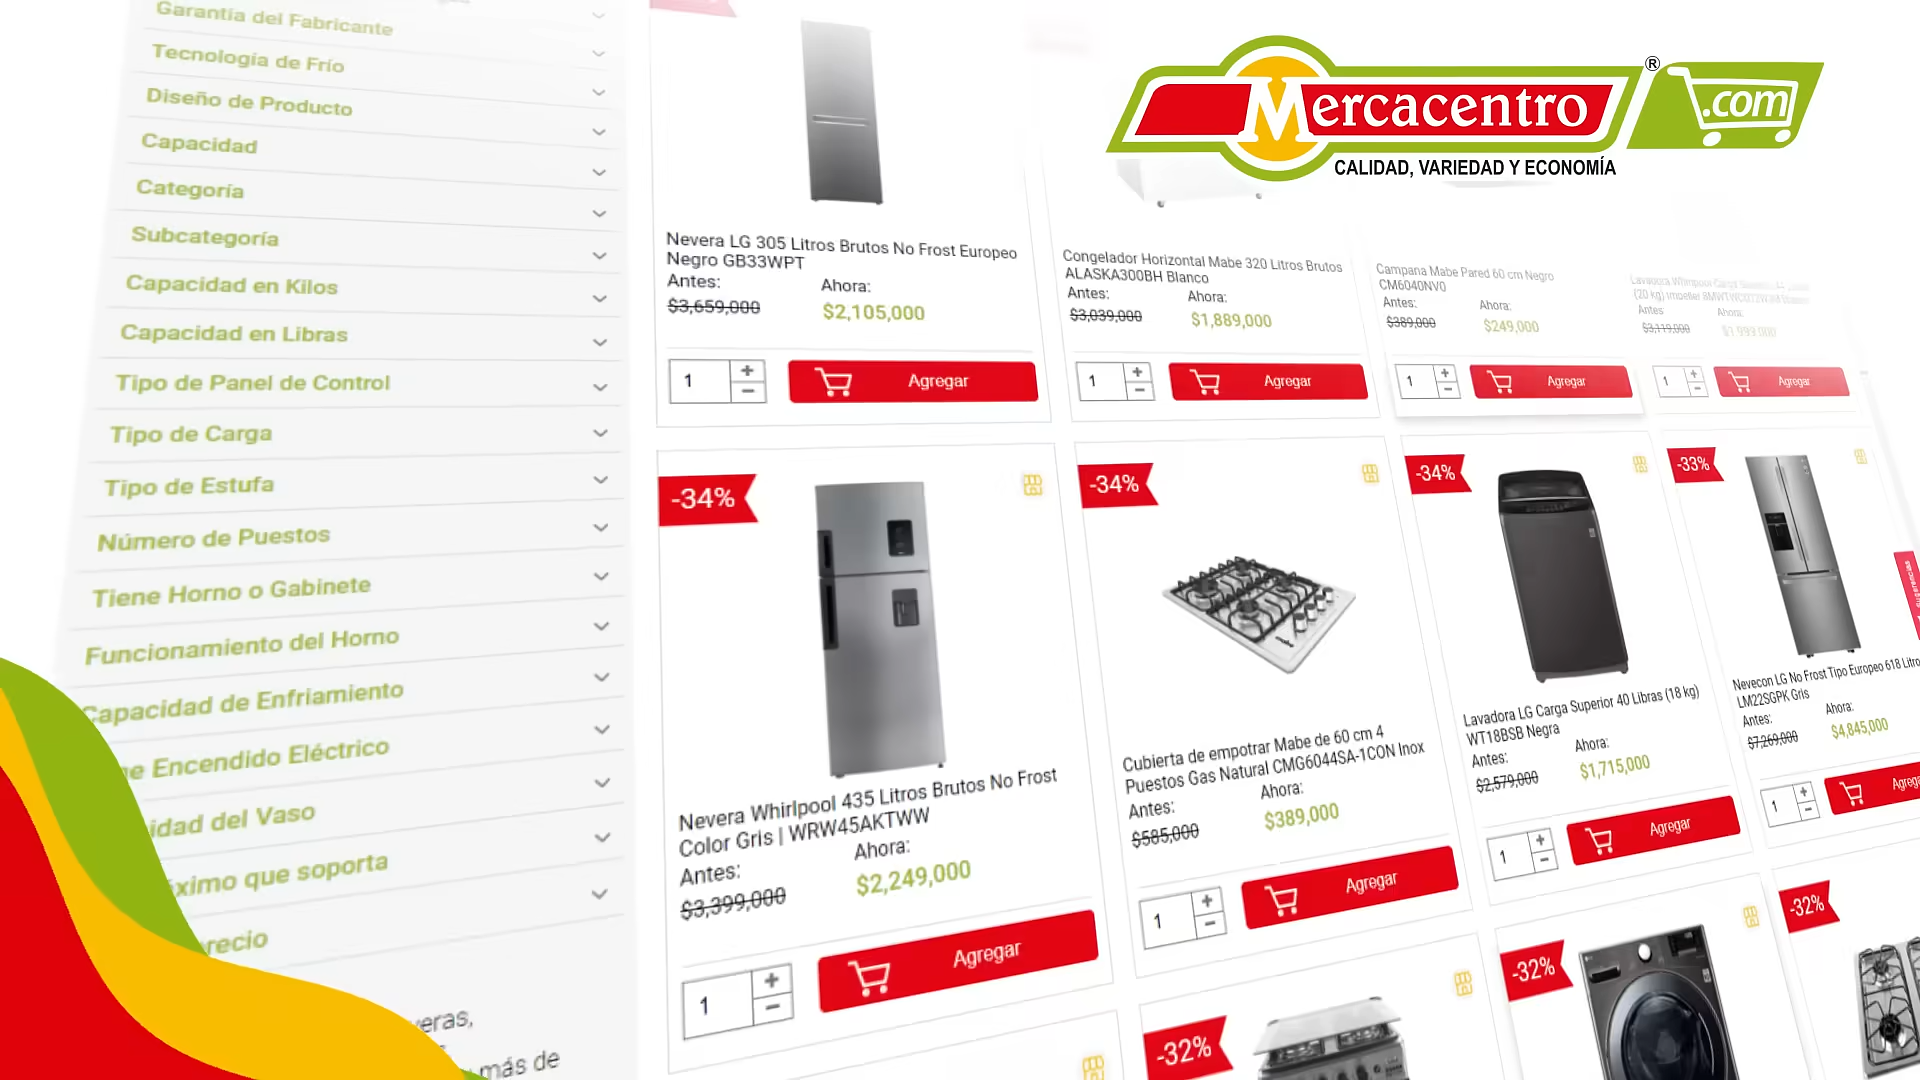 Garantía del Fabricante
Tecnología de Frío
Diseño de Producto
Capacidad
Categoría
Subcategoría
Capacidad en Kilos
Capacidad en Libras
Tipo de Panel de Control
Tipo de Carga
Tipo de Estufa
Número de Puestos
Tiene Horno o Gabinete
Funcionamiento del Horno
Capacidad de Enfriamiento
Encendido Eléctrico
del Vaso
que soporta
más de
Mercacentro ® .com
CALIDAD, VARIEDAD Y ECONOMÍA
Nevera LG 305 Litros Brutos No Frost Europeo
Negro GB33WPT
Antes: Ahora:
$3,659,000 $2,105,000
1 + − Agregar
Congelador Horizontal Mabe 320 Litros Brutos
ALASKA300BH Blanco
Antes: Ahora:
$3,039,000 $1,889,000
1 + − Agregar
Campana Mabe Pared 60 cm Negro
CM6040NV0
Antes: Ahora:
$389,000 $249,000
1 + − Agregar
Antes Ahora:
$3,119,000 $1,999,000
1 + − Agregar
-34%
Nevera Whirlpool 435 Litros Brutos No Frost
Color Gris | WRW45AKTWW
Antes: Ahora:
$3,399,000 $2,249,000
1 + − Agregar
-34%
Cubierta de empotrar Mabe de 60 cm 4
Puestos Gas Natural CMG6044SA-1CON Inox
Antes: Ahora:
$585,000 $389,000
1 + − Agregar
-34%
Lavadora LG Carga Superior 40 Libras (18 kg)
WT18BSB Negra
Antes: Ahora:
$2,579,000 $1,715,000
1 + − Agregar
-33%
Nevecon LG No Frost Tipo Europeo 618 Litro
LM22SGPK Gris
Antes: Ahora:
$7,269,000 $4,845,000
1 + − Agrega
-32%
-32%
-32%